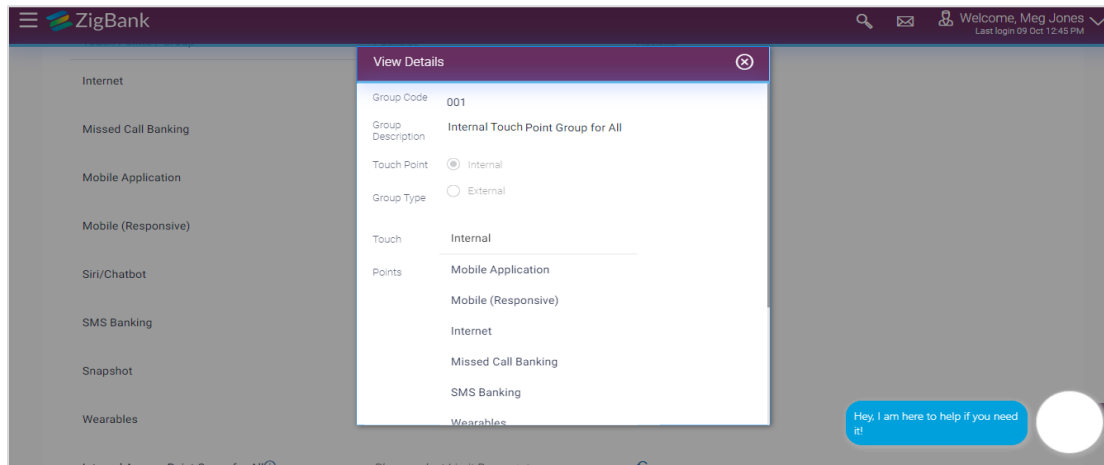 ZigBank
Welcome, Meg Jones
Last login 09 Oct 12:45 PM
Internet
Missed Call Banking
Mobile Application
Mobile (Responsive)
Siri/Chatbot
SMS Banking
Snapshot
Wearables
View Details
Group Code
001
Group
Description
Internal Touch Point Group for All
Touch Point
Internal
Group Type
External
Touch
Internal
Points
Mobile Application
Mobile (Responsive)
Internet
Missed Call Banking
SMS Banking
Wearables
Hey, I am here to help if you need
it!